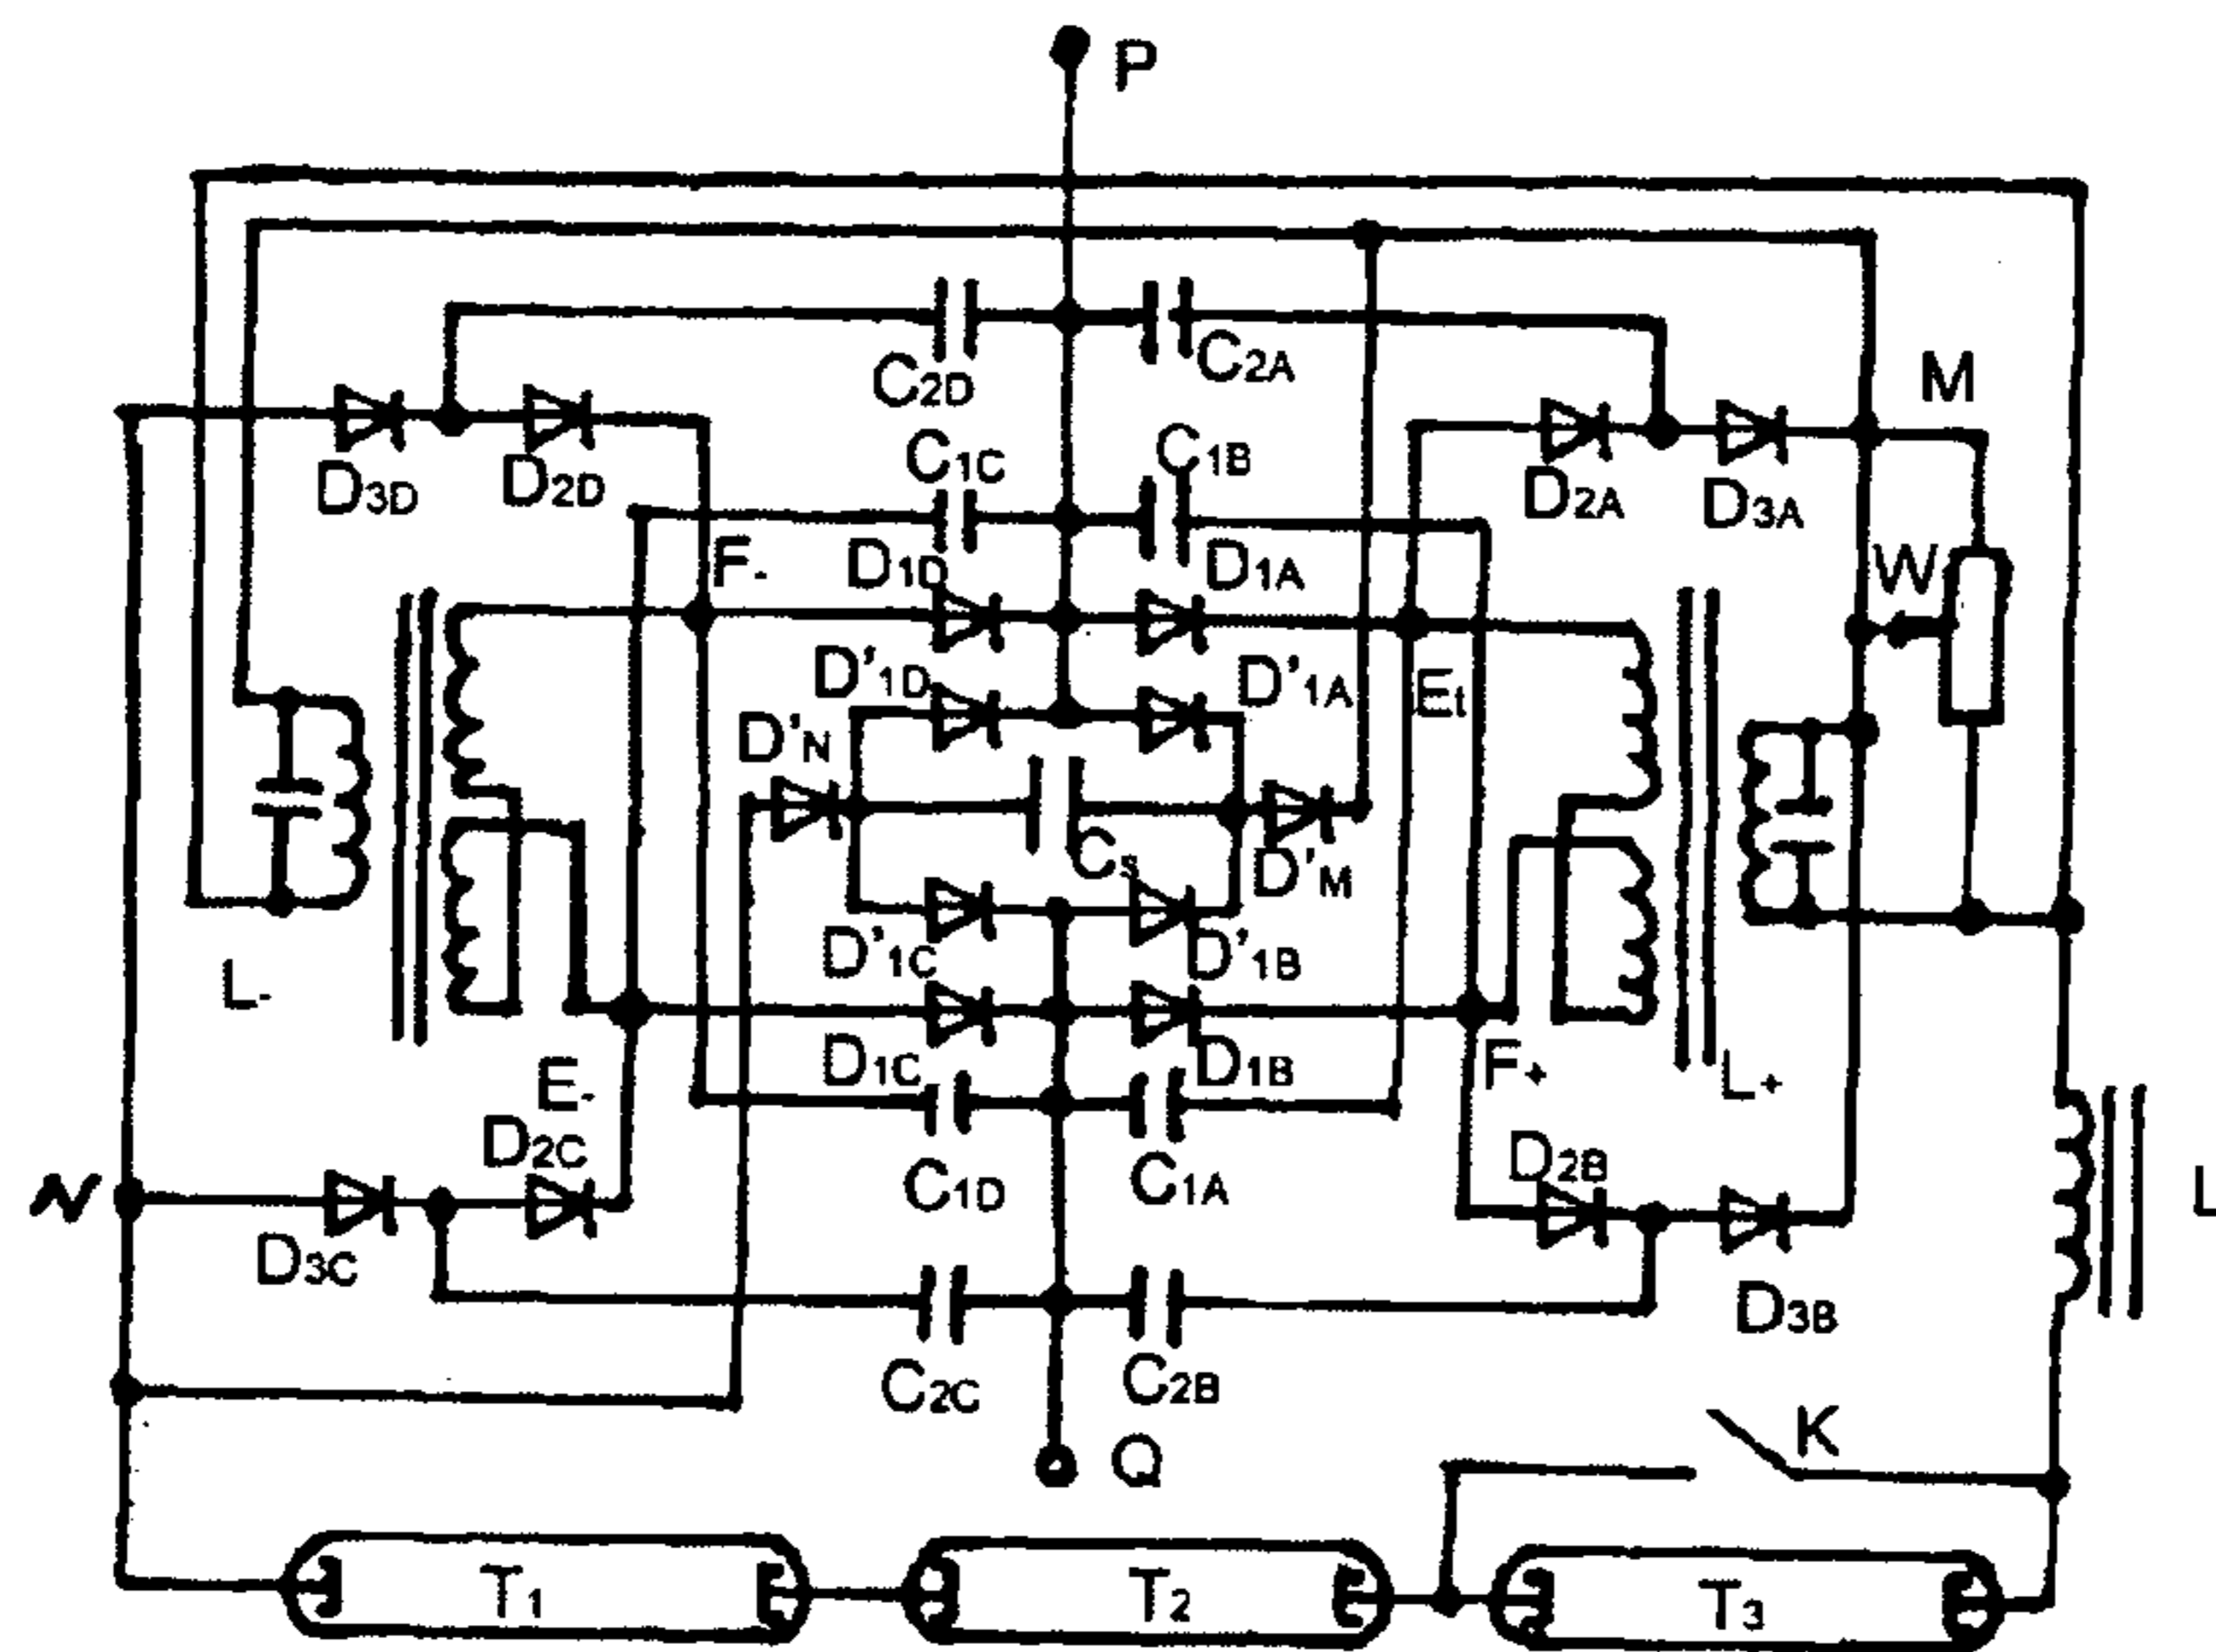 P
C2D
C2A
M
C1C
C1B
D3D
D2D
D2A
D3A
F-
D1D
D1A
W
D'1D
D'1A
Et
D'N
Cs
D'M
D'1C
D'1B
L-
D1C
D1B
F+
L+
E-
D2C
D2B
C1D
C1A
N
L
D3C
D3B
C2C
C2B
K
Q
T1
T2
T3